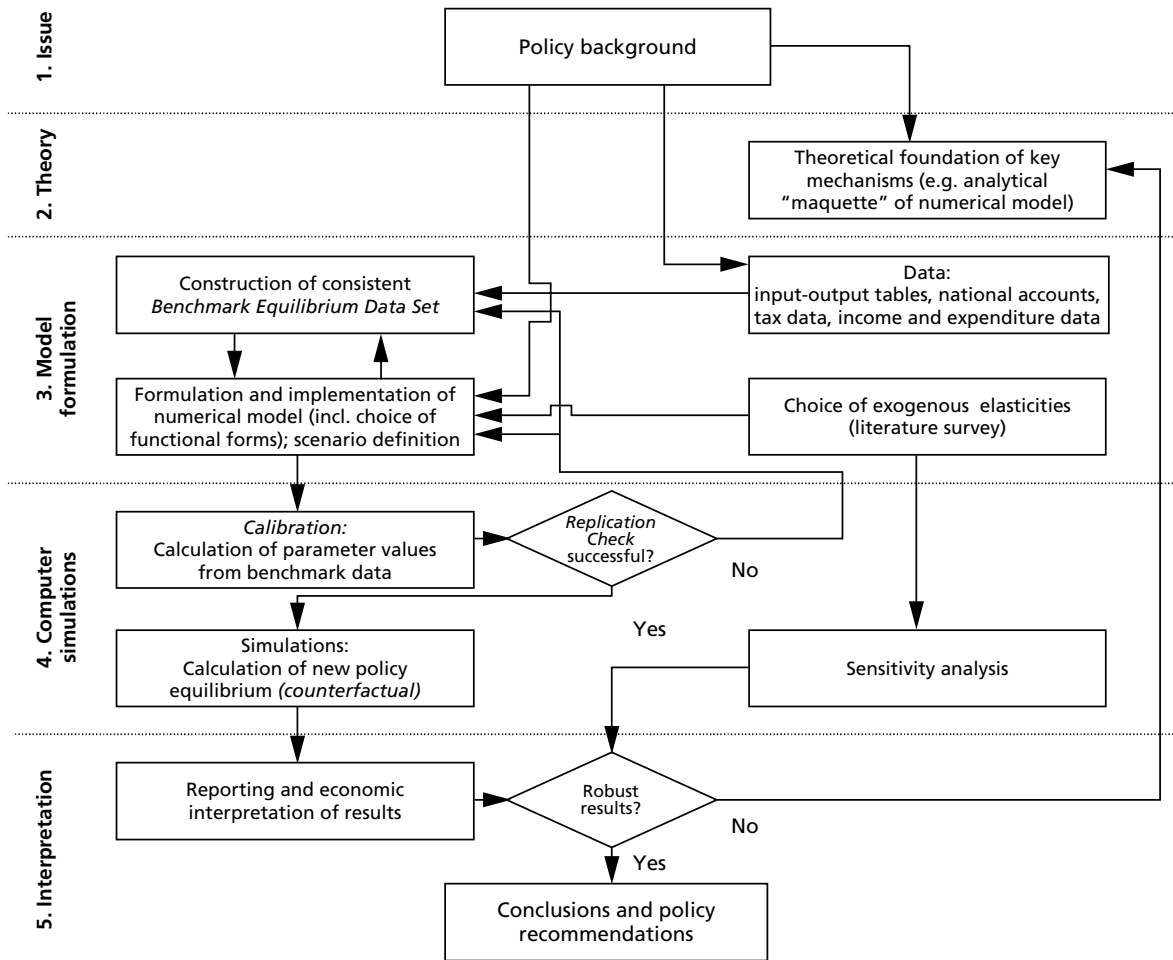 1. Issue
Policy background
2. Theory
Theoretical foundation of key
mechanisms (e.g. analytical
“maquette” of numerical model)
3. Model
formulation
Construction of consistent
Benchmark Equilibrium Data Set
Data:
input-output tables, national accounts,
tax data, income and expenditure data
Formulation and implementation of
numerical model (incl. choice of
functional forms); scenario definition
Choice of exogenous elasticities
(literature survey)
4. Computer
simulations
Calibration:
Calculation of parameter values
from benchmark data
Replication
Check
successful?
No
Yes
Simulations:
Calculation of new policy
equilibrium (counterfactual)
Sensitivity analysis
5. Interpretation
Reporting and economic
interpretation of results
Robust
results?
No
Yes
Conclusions and policy
recommendations